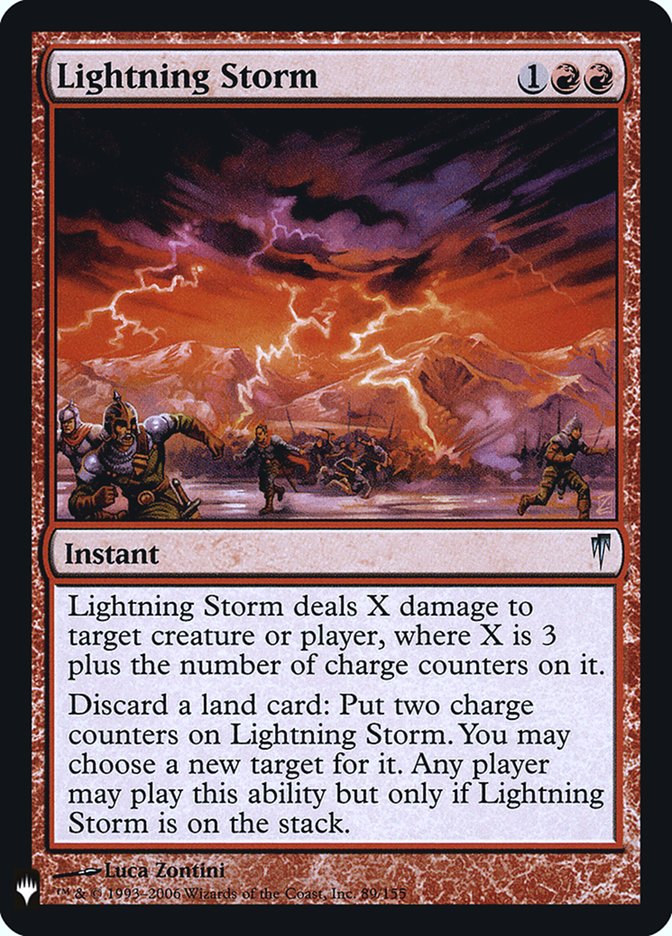 Lightning Storm 1
Instant
Lightning Storm deals X damage to
target creature or player, where X is 3
plus the number of charge counters on it.
Discard a land card: Put two charge
counters on Lightning Storm. You may
choose a new target for it. Any player
may play this ability but only if Lightning
Storm is on the stack.
Luca Zontini
™ & © 1993–2006 Wizards of the Coast, Inc. 89/155